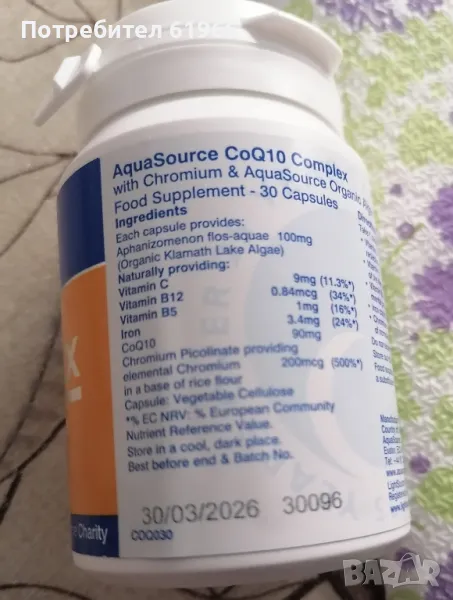 Потребител 6196
AquaSource CoQ10 Complex
with Chromium & AquaSource Organic
Food Supplement - 30 Capsules
Ingredients
Each capsule provides:
Aphanizomenon flos-aquae 100mg
(Organic Klamath Lake Algae)
Naturally providing:
Vitamin C 9mg (11.3%*)
Vitamin B12 0.84mcg (34%*)
Vitamin B5 1mg (16%*)
Iron 3.4mg (24%*)
CoQ10 90mg
Chromium Picolinate providing
elemental Chromium 200mcg (500%*)
in a base of rice flour
Capsule: Vegetable Cellulose
*% EC NRV: % European Community
Nutrient Reference Value.
Store in a cool, dark place.
Best before end & Batch No.
30/03/2026 30096
COQ030
Charity
BAZAR